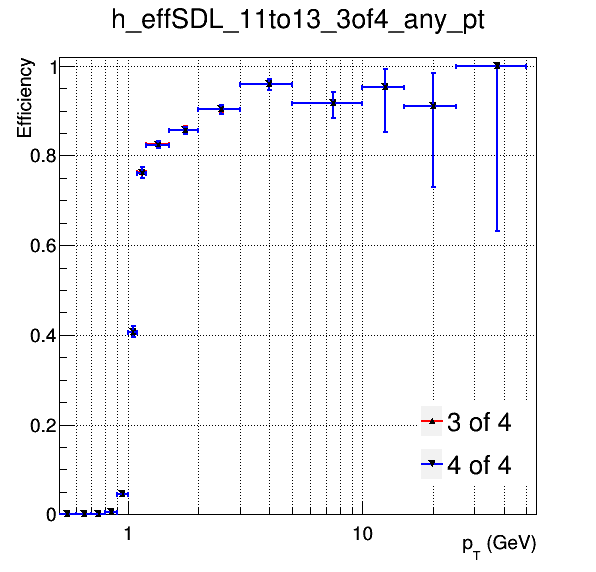 h_effSDL_11to13_3of4_any_pt
Efficiency
1
0.8
0.6
0.4
0.2
0
3 of 4
4 of 4
1
10
p_T (GeV)